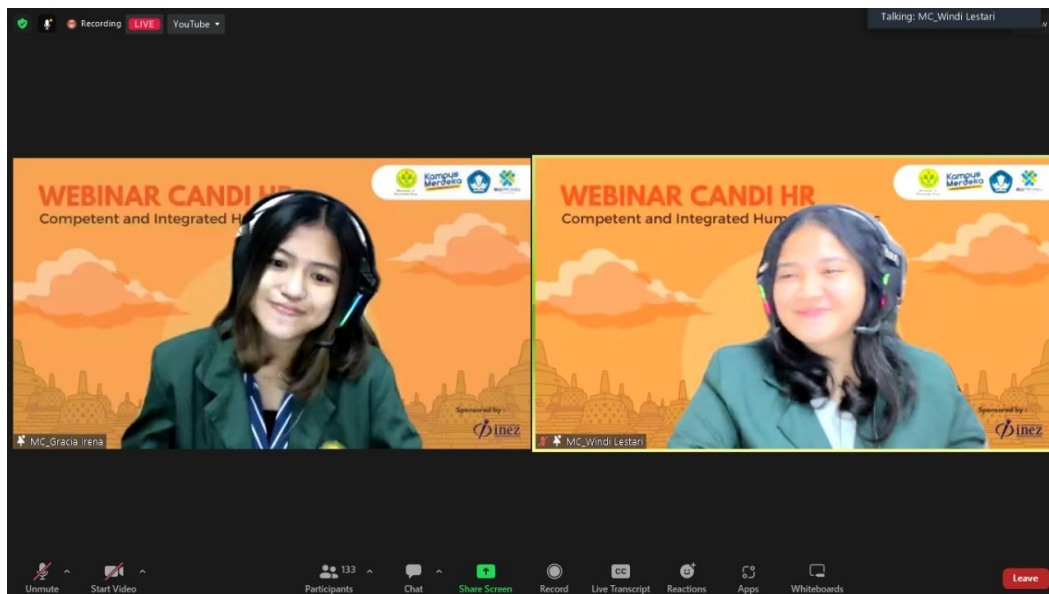 Recording LIVE YouTube
Talking: MC_Windi Lestari
WEBINAR CANDI HR
Competent and Integrated H
Kampus
Merdeka
Sponsored by :
inez
MC_Gracia Irena
WEBINAR CANDI HR
Competent and Integrated Hum
Kampus
Merdeka
Sponsored by :
inez
MC_Windi Lestari
133
Unmute
Start Video
Participants
Chat
Share Screen
Record
CC
Live Transcript
Reactions
Apps
Whiteboards
Leave